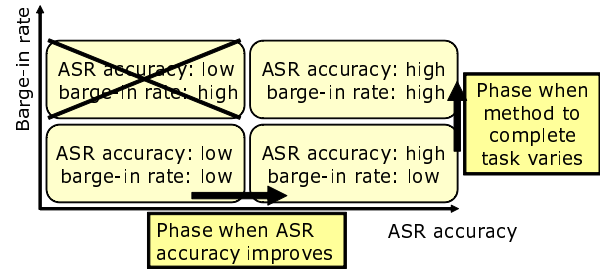 Barge-in rate
ASR accuracy: low
barge-in rate: high
ASR accuracy: high
barge-in rate: high
Phase when
method to
complete
task varies
ASR accuracy: low
barge-in rate: low
ASR accuracy: high
barge-in rate: low
Phase when ASR
accuracy improves
ASR accuracy